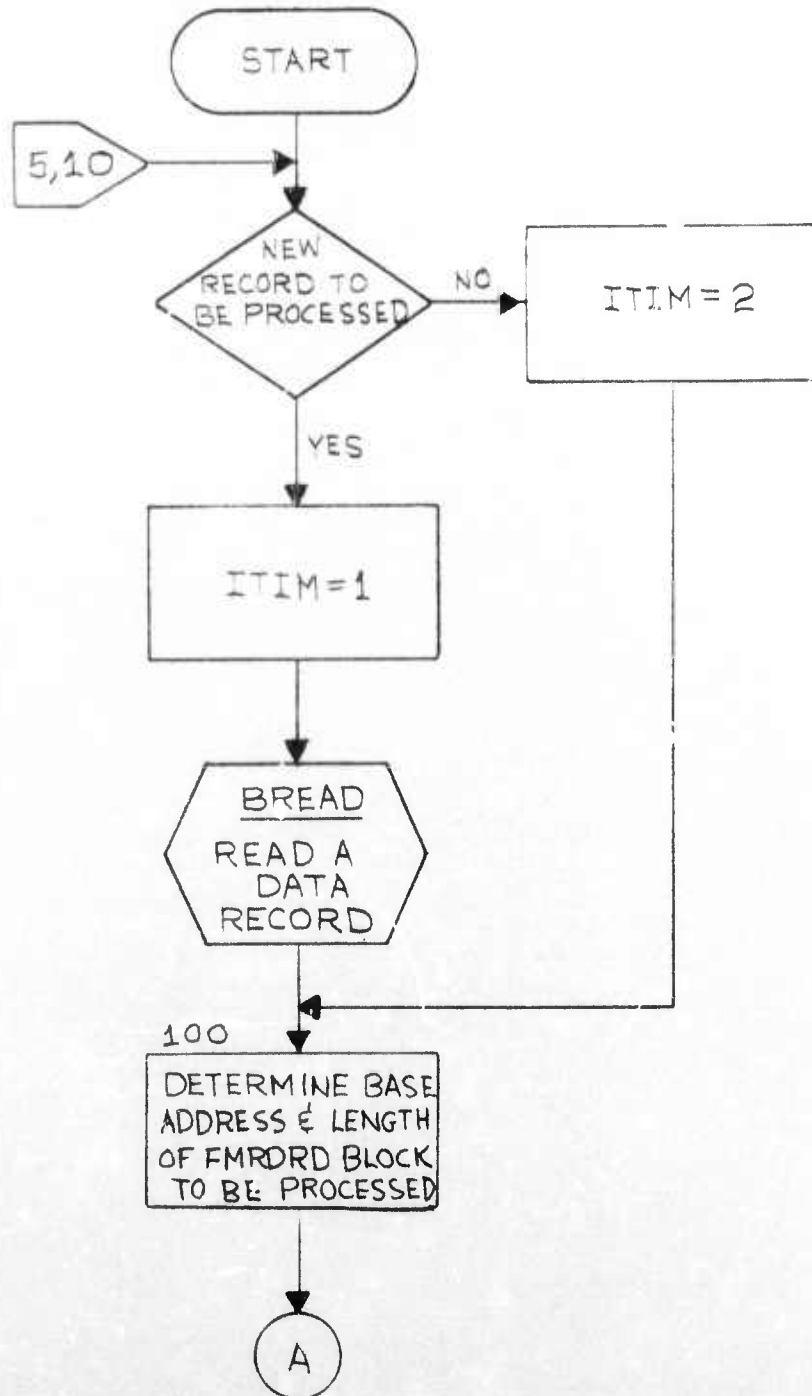 START
5,10
NEW
RECORD TO
BE PROCESSED
NO
ITIM=2
YES
ITIM=1
BREAD
READ A
DATA
RECORD
100
DETERMINE BASE
ADDRESS & LENGTH
OF FMRDRD BLOCK
TO BE PROCESSED
A